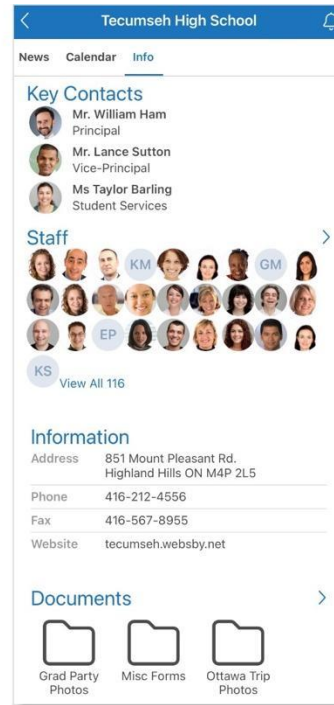 Tecumseh High School
News Calendar Info
Key Contacts
Mr. William Ham
Principal
Mr. Lance Sutton
Vice-Principal
Ms Taylor Barling
Student Services
Staff
KM GM
EP
KS View All 116
Information
Address 851 Mount Pleasant Rd.
Highland Hills ON M4P 2L5
Phone 416-212-4556
Fax 416-567-8955
Website tecumseh.websby.net
Documents
Grad Party Misc Forms Ottawa Trip
Photos Photos